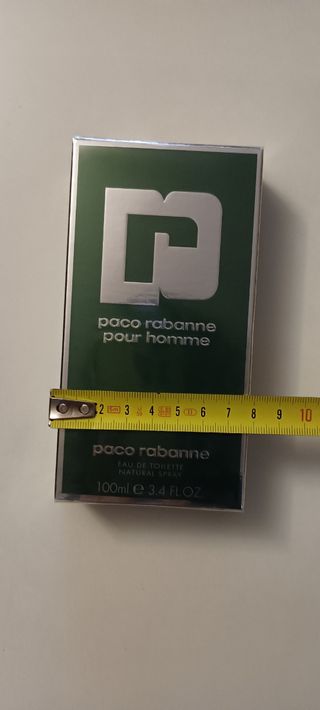 paco rabanne
pour homme
2 3 4 5 6 7 8 9 10
paco rabanne
EAU DE TOILETTE
NATURAL SPRAY
100ml e 3.4 FL.OZ.